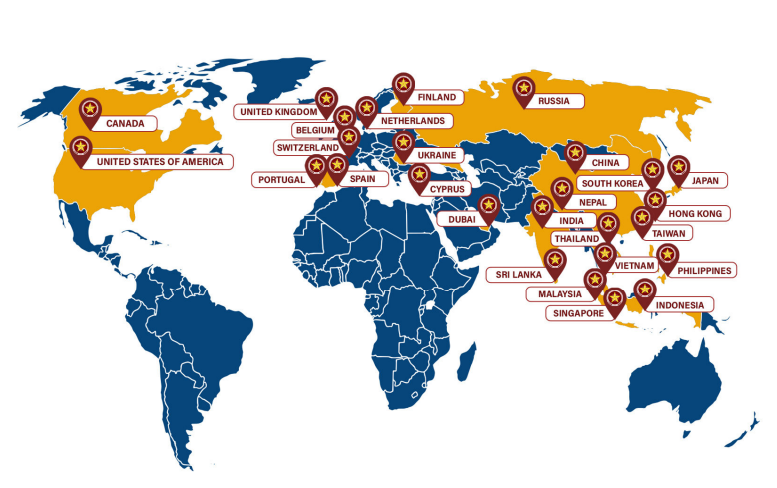 FINLAND
RUSSIA
UNITED KINGDOM
CANADA
NETHERLANDS
BELGIUM
SWITZERLAND
UKRAINE
UNITED STATES OF AMERICA
CHINA
PORTUGAL
SPAIN
SOUTH KOREA
JAPAN
CYPRUS
NEPAL
DUBAI
INDIA
HONG KONG
THAILAND
TAIWAN
VIETNAM
SRI LANKA
PHILIPPINES
MALAYSIA
INDONESIA
SINGAPORE